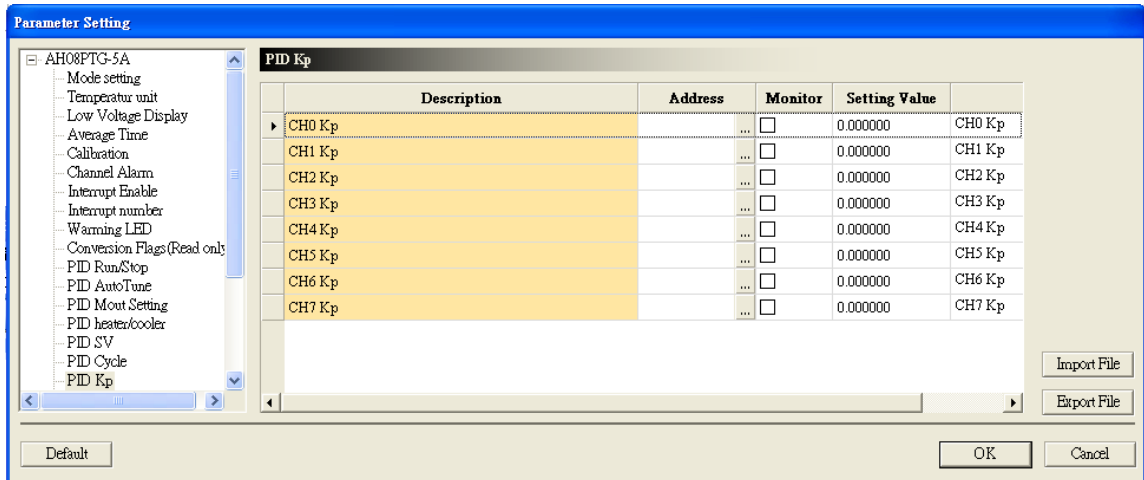 Parameter Setting
AH08PTG-5A
Mode setting
Temperatur unit
Low Voltage Display
Average Time
Calibration
Channel Alarm
Interrupt Enable
Interrupt number
Warming LED
Conversion Flags(Read only
PID Run/Stop
PID AutoTune
PID Mout Setting
PID heater/cooler
PID SV
PID Cycle
PID Kp
PID Kp
Description Address Monitor Setting Value
CH0 Kp ... 0.000000 CH0 Kp
CH1 Kp ... 0.000000 CH1 Kp
CH2 Kp ... 0.000000 CH2 Kp
CH3 Kp ... 0.000000 CH3 Kp
CH4 Kp ... 0.000000 CH4 Kp
CH5 Kp ... 0.000000 CH5 Kp
CH6 Kp ... 0.000000 CH6 Kp
CH7 Kp ... 0.000000 CH7 Kp
Import File
Export File
Default OK Cancel